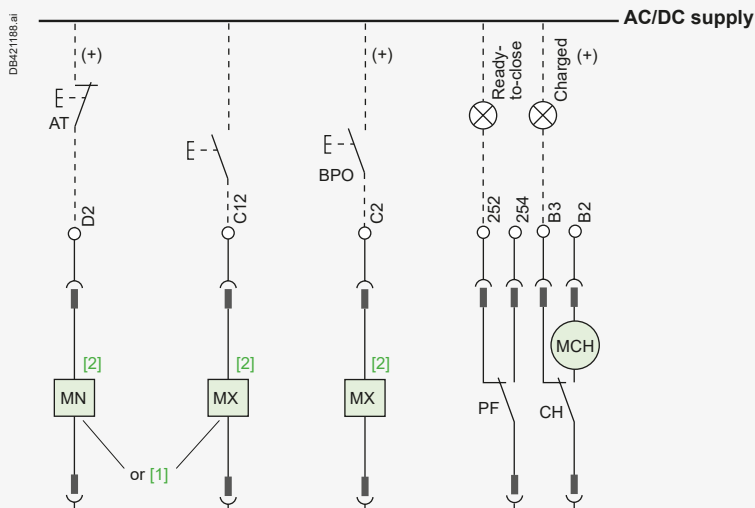 DB421188.ai
AC/DC supply
(+)
(+)
Ready-
to-close
Charged
(+)
AT
BPO
D2
C12
C2
252
254
B3
B2
MCH
[2]
[2]
[2]
MN
MX
MX
PF
CH
or [1]